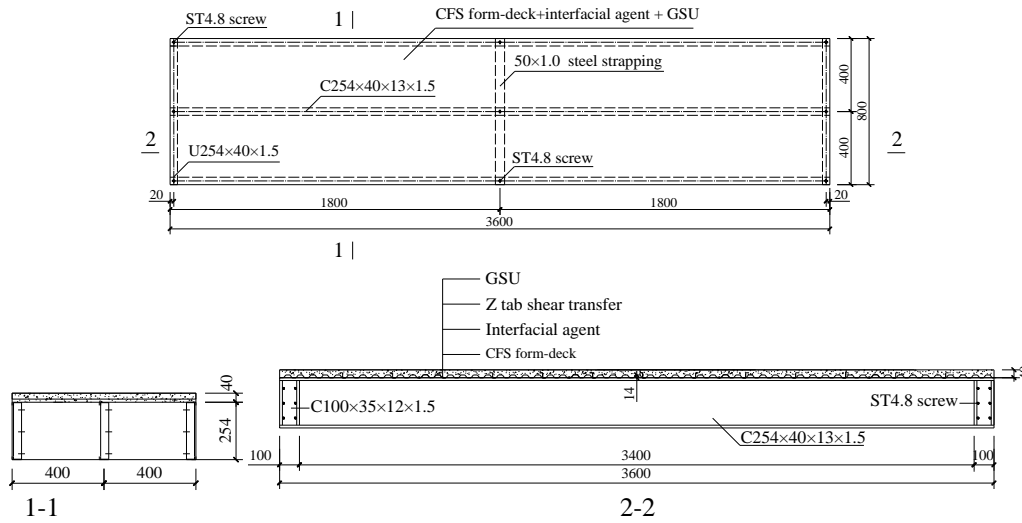 1
CFS form-deck+interfacial agent + GSU
ST4.8 screw
50×1.0 steel strapping
C254×40×13×1.5
400
800
2
2
U254×40×1.5
ST4.8 screw
400
20
1800
1800
20
3600
1
GSU
Z tab shear transfer
Interfacial agent
CFS form-deck
40
254
400
400
1-1
14
C100×35×12×1.5
ST4.8 screw
C254×40×13×1.5
100
3400
100
3600
2-2